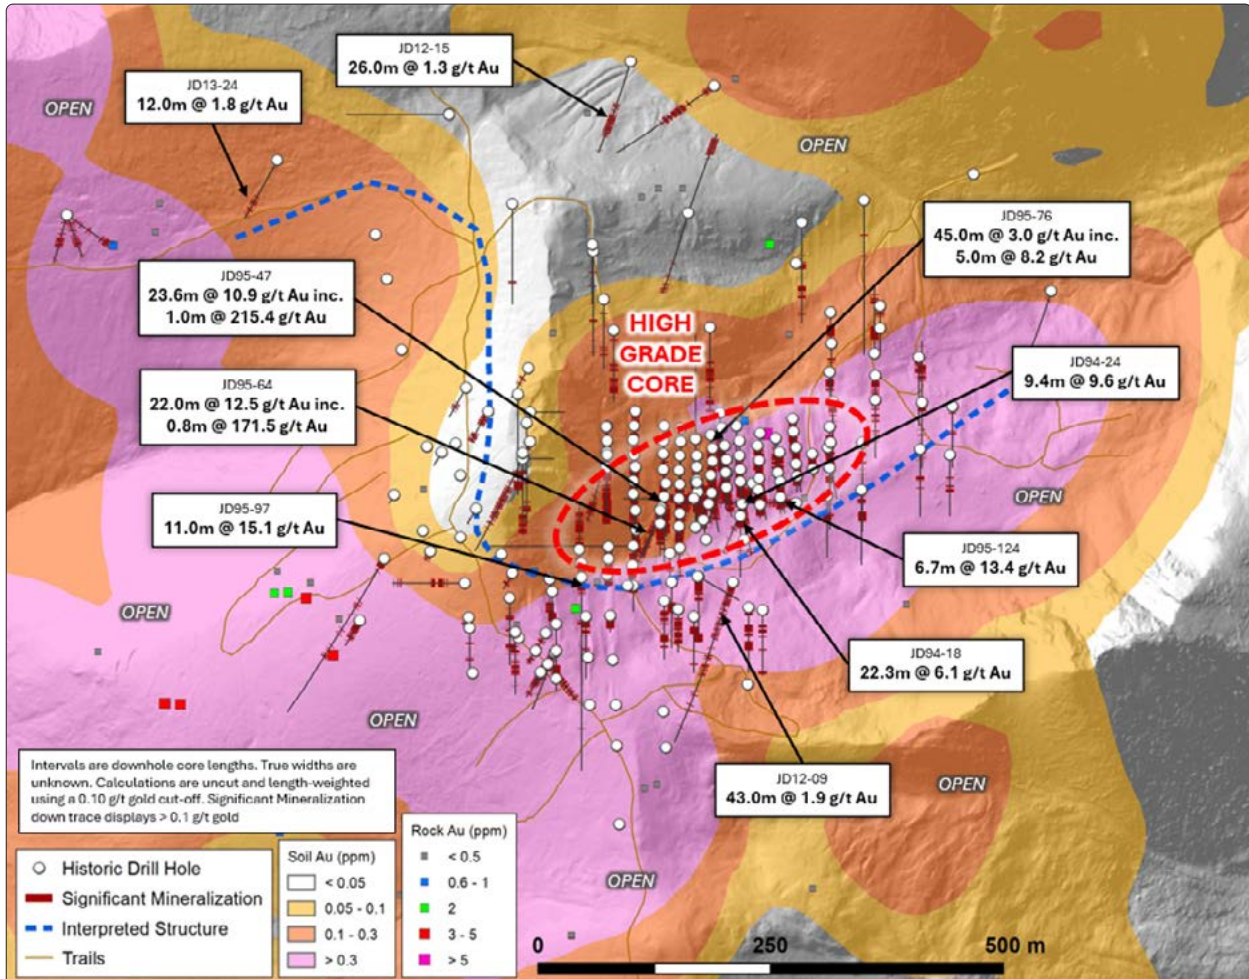 JD12-15
26.0m @ 1.3 g/t Au
JD13-24
12.0m @ 1.8 g/t Au
OPEN
OPEN
JD95-76
45.0m @ 3.0 g/t Au inc.
5.0m @ 8.2 g/t Au
JD95-47
23.6m @ 10.9 g/t Au inc.
1.0m @ 215.4 g/t Au
HIGH
GRADE
CORE
JD94-24
9.4m @ 9.6 g/t Au
JD95-64
22.0m @ 12.5 g/t Au inc.
0.8m @ 171.5 g/t Au
JD95-97
11.0m @ 15.1 g/t Au
OPEN
JD95-124
6.7m @ 13.4 g/t Au
OPEN
JD94-18
22.3m @ 6.1 g/t Au
OPEN
JD12-09
43.0m @ 1.9 g/t Au
OPEN
OPEN
Intervals are downhole core lengths. True widths are
unknown. Calculations are uncut and length-weighted
using a 0.10 g/t gold cut-off. Significant Mineralization
down trace displays > 0.1 g/t gold
Historic Drill Hole
Significant Mineralization
Interpreted Structure
Trails
Soil Au (ppm)
< 0.05
0.05 - 0.1
0.1 - 0.3
> 0.3
Rock Au (ppm)
< 0.5
0.6 - 1
2
3 - 5
> 5
0 250 500 m